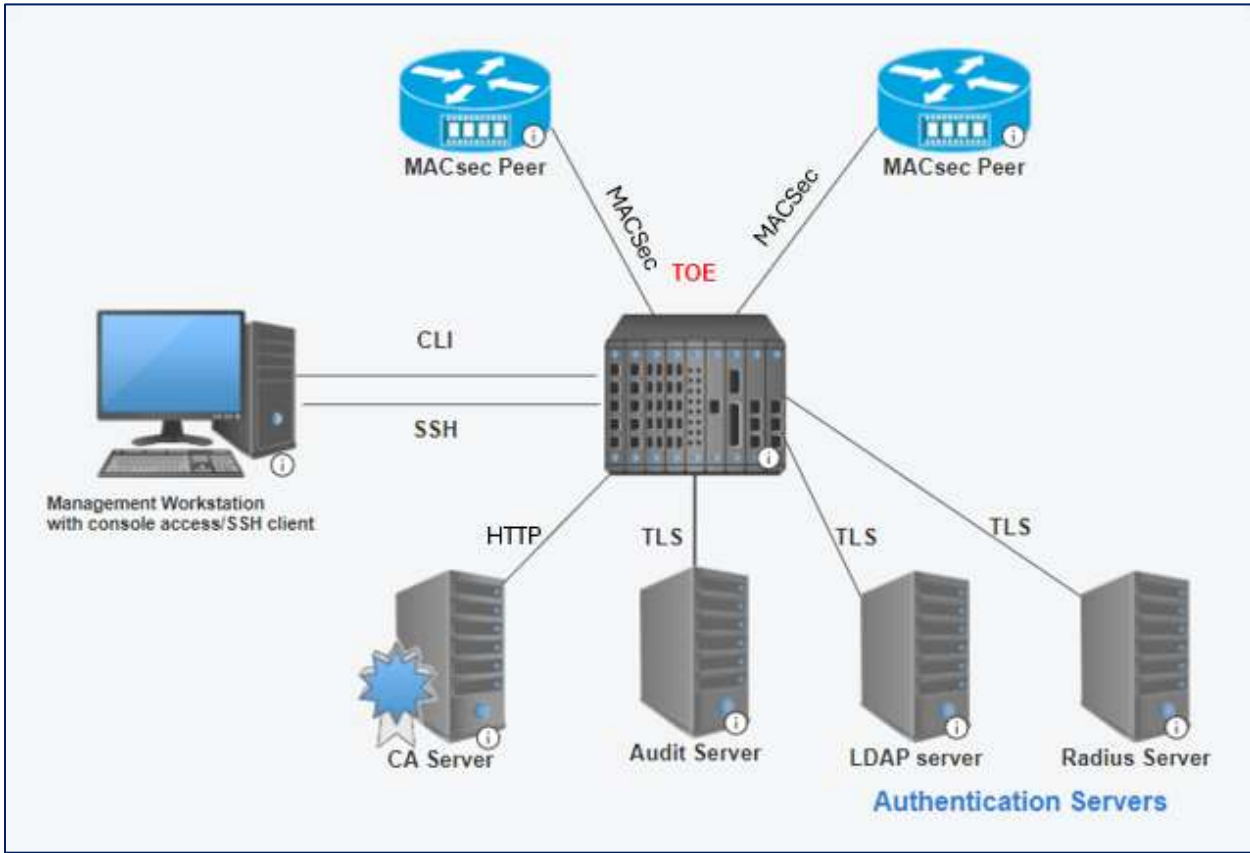 MACsec Peer
MACsec Peer
MACSec
MACSec
TOE
CLI
SSH
Management Workstation
with console access/SSH client
HTTP
TLS
TLS
TLS
CA Server
Audit Server
LDAP server
Radius Server
Authentication Servers